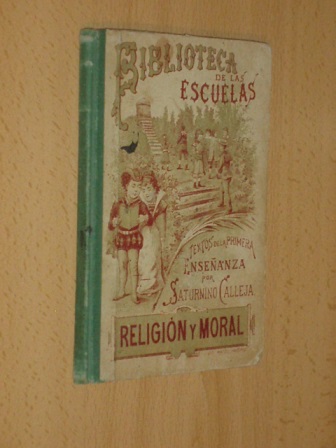 BIBLIOTECA
DE LAS
ESCUELAS
TEXTOS DE LA PRIMERA
ENSEÑANZA
POR
SATURNINO CALLEJA
RELIGIÓN Y MORAL